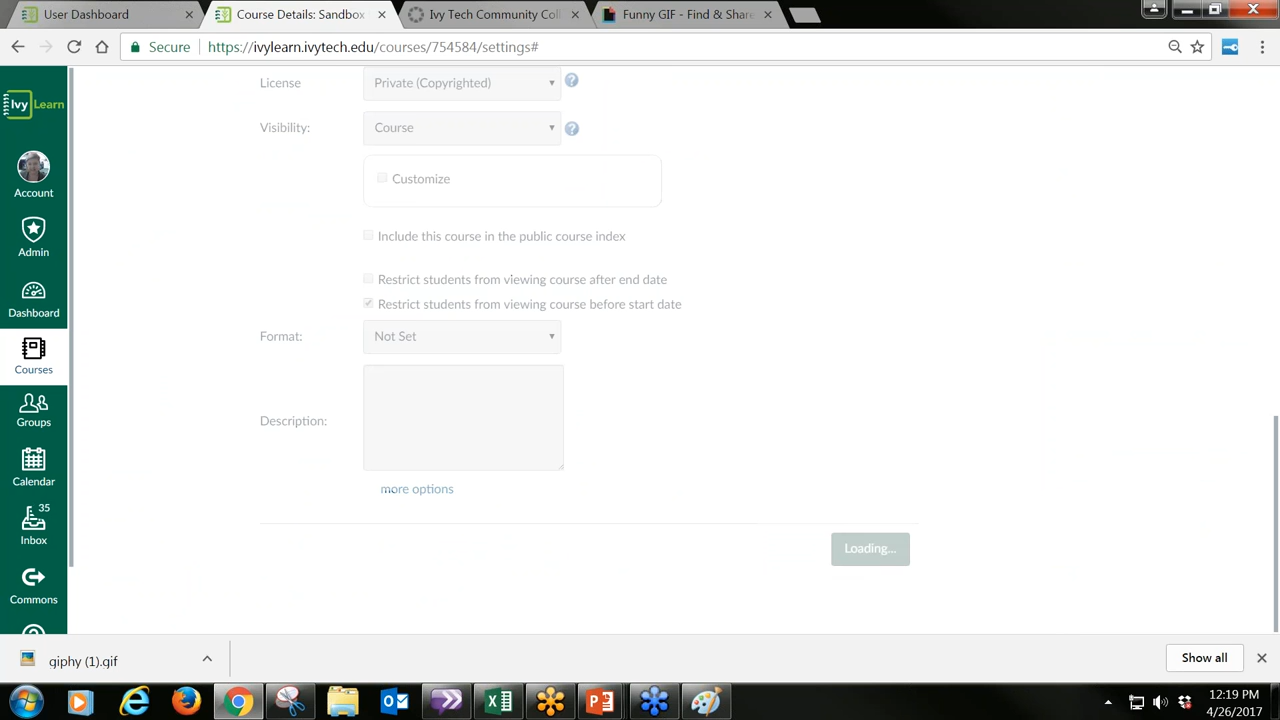 User Dashboard
Course Details: Sandbox
Ivy Tech Community Coll
Funny GIF - Find & Share
Secure https://ivylearn.ivytech.edu/courses/754584/settings#
IvyLearn
Account
Admin
Dashboard
Courses
Groups
Calendar
35
Inbox
Commons
License Private (Copyrighted)
Visibility: Course
Customize
Include this course in the public course index
Restrict students from viewing course after end date
Restrict students from viewing course before start date
Format: Not Set
Description:
more options
Loading...
giphy (1).gif
Show all
12:19 PM
4/26/2017